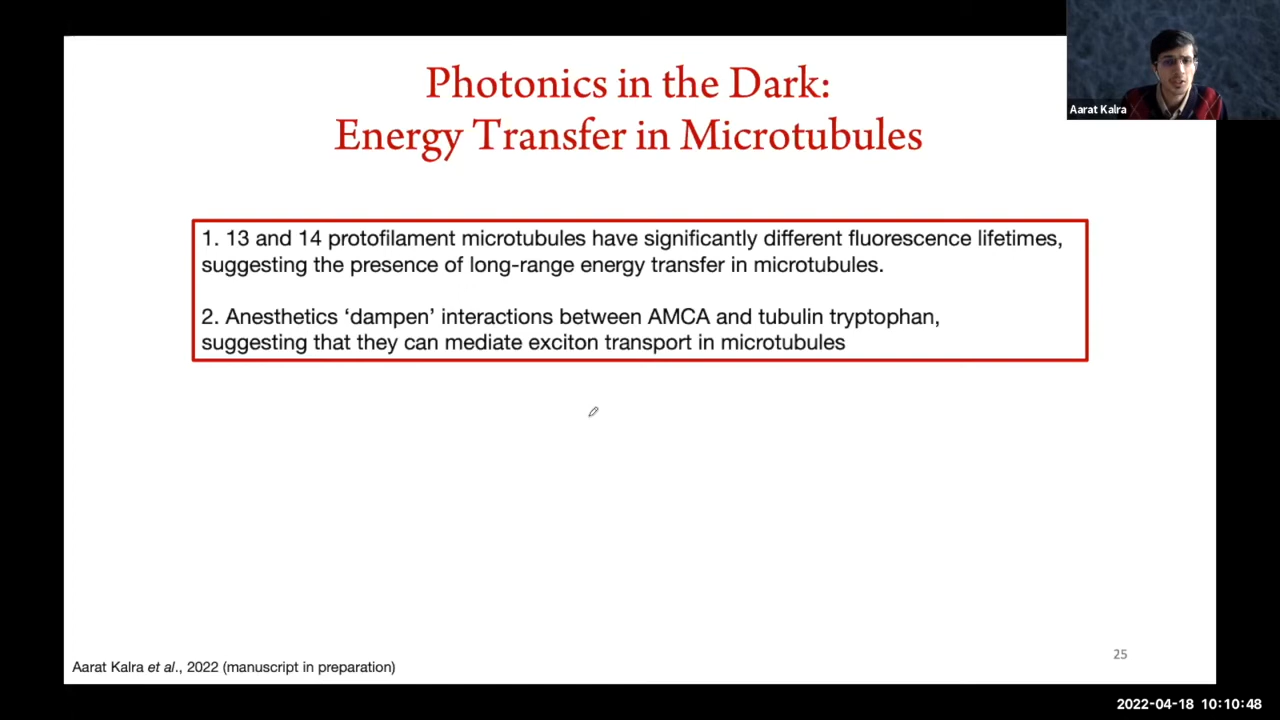 Photonics in the Dark:
Energy Transfer in Microtubules
Aarat Kalra
1. 13 and 14 protofilament microtubules have significantly different fluorescence lifetimes,
suggesting the presence of long-range energy transfer in microtubules.
2. Anesthetics ‘dampen’ interactions between AMCA and tubulin tryptophan,
suggesting that they can mediate exciton transport in microtubules
25
Aarat Kalra et al., 2022 (manuscript in preparation)
2022-04-18 10:10:48